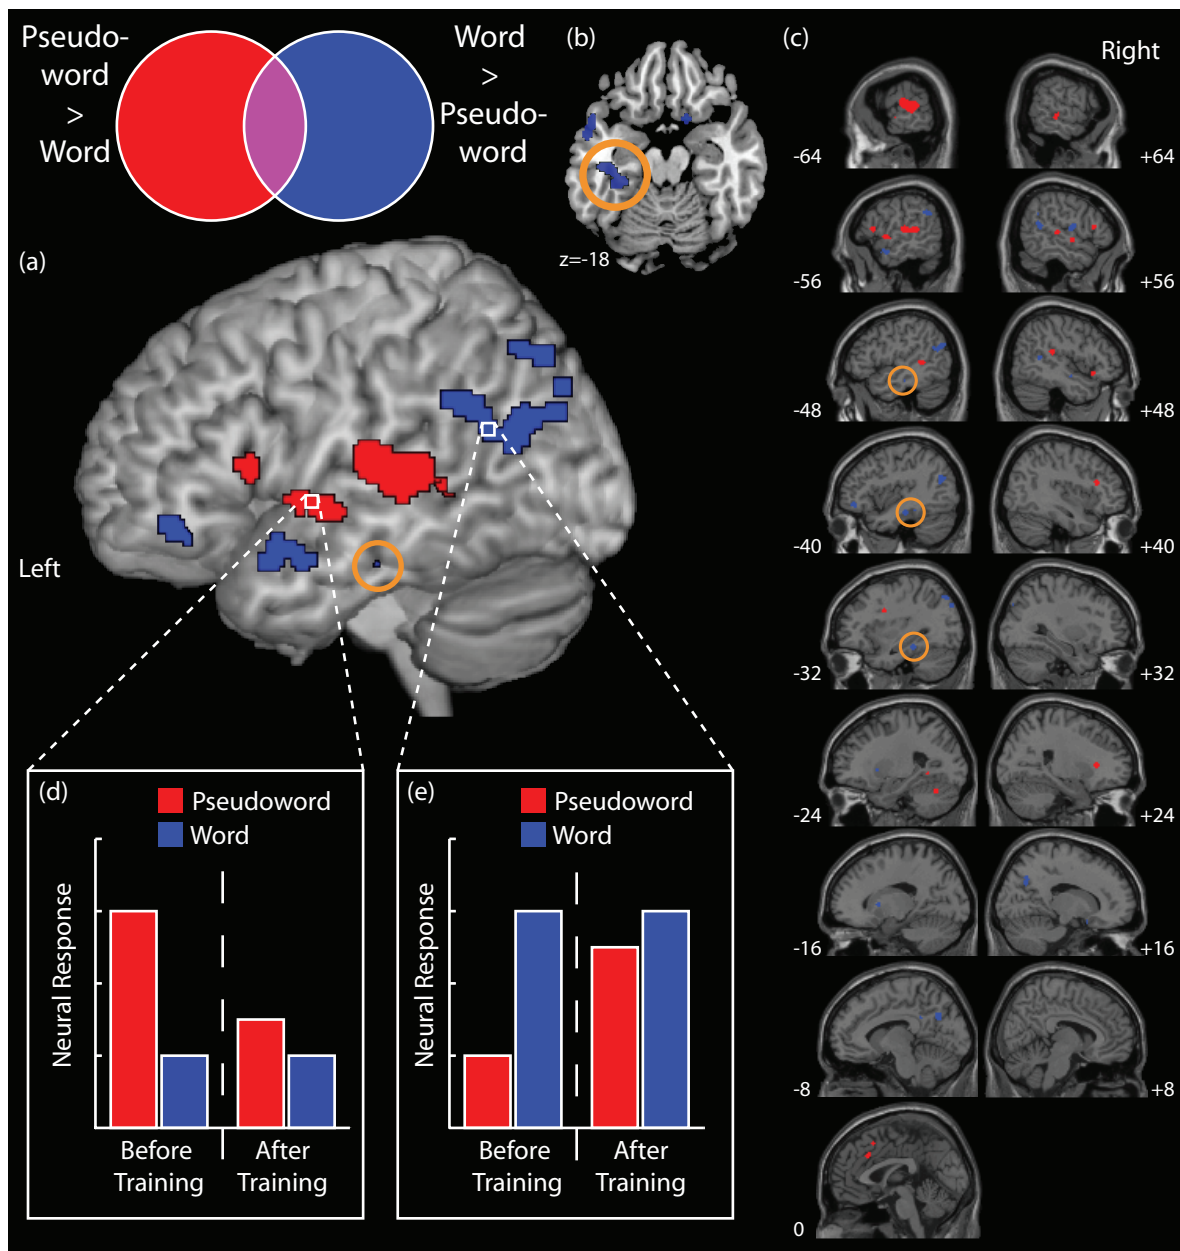 Pseudo-
word
>
Word
Word
>
Pseudo-
word
(b)
z=-18
(c)
Right
-64
+64
-56
+56
-48
+48
-40
+40
-32
+32
-24
+24
-16
+16
-8
+8
0
(a)
Left
(d)
Pseudoword
Word
Neural Response
Before
Training
After
Training
(e)
Pseudoword
Word
Neural Response
Before
Training
After
Training